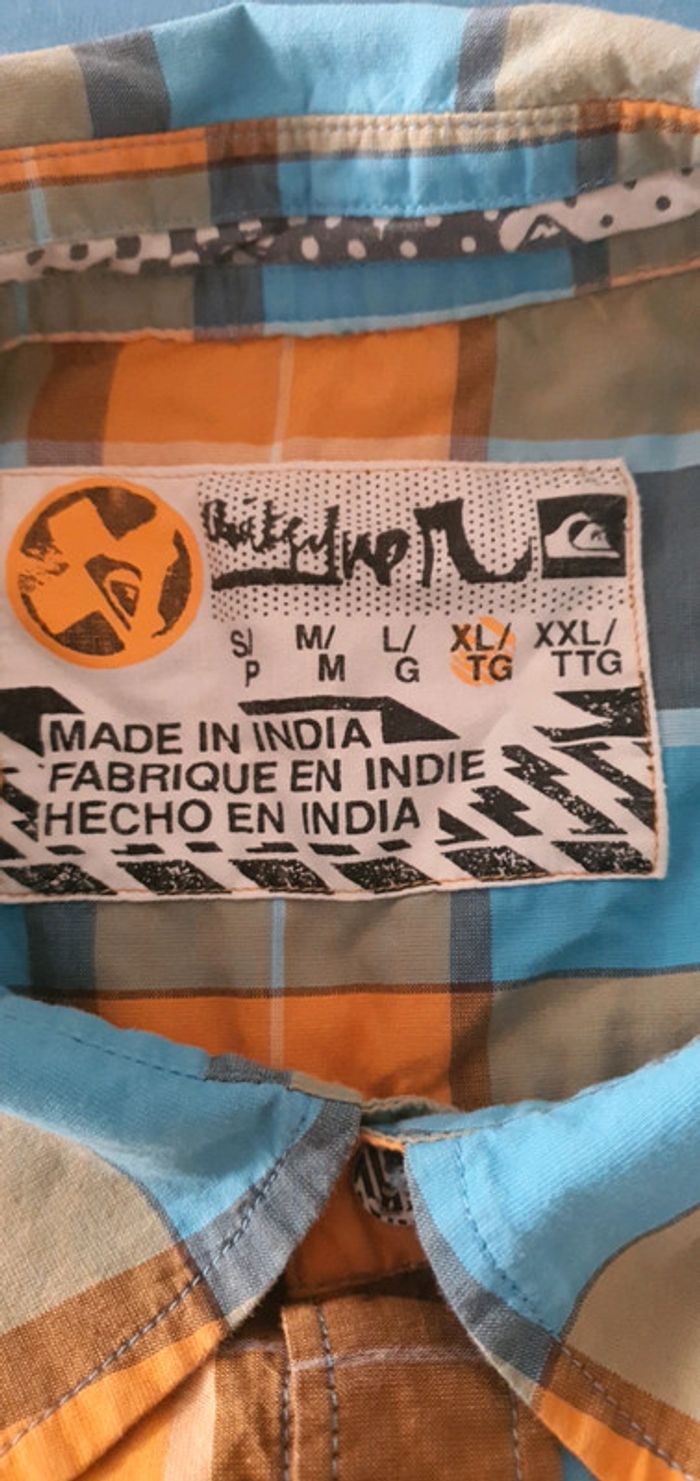 Quiksilver
S/ M/ L/ XL/ XXL/
P M G TG TTG
MADE IN INDIA
FABRIQUE EN INDIE
HECHO EN INDIA